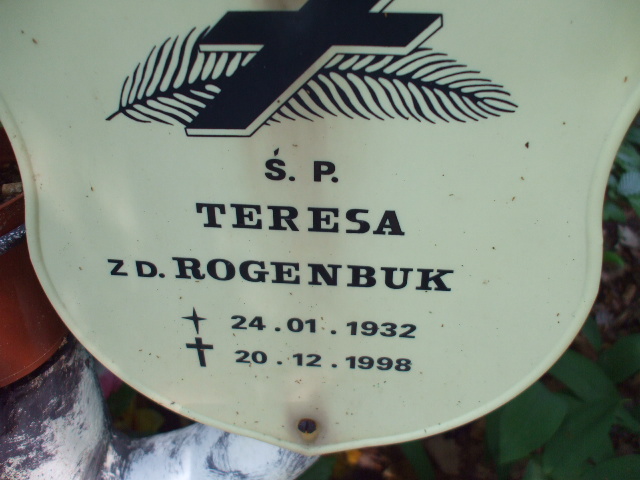 Ś. P.
TERESA
Z D. ROGENBUK
24.01.1932
20.12.1998